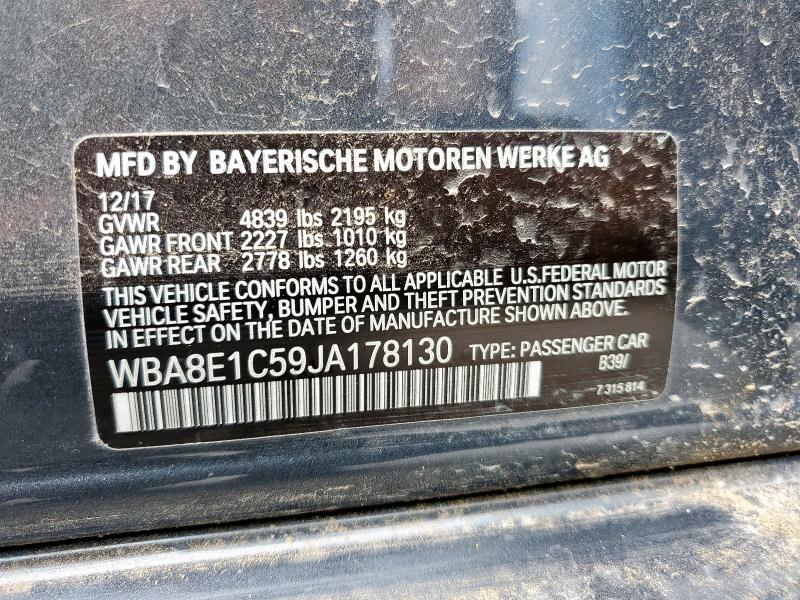 MFD BY BAYERISCHE MOTOREN WERKE AG
12/17
GVWR 4839 lbs 2195 kg
GAWR FRONT 2227 lbs 1010 kg
GAWR REAR 2778 lbs 1260 kg
THIS VEHICLE CONFORMS TO ALL APPLICABLE U.S.FEDERAL MOTOR
VEHICLE SAFETY, BUMPER AND THEFT PREVENTION STANDARDS
IN EFFECT ON THE DATE OF MANUFACTURE SHOWN ABOVE.
WBA8E1C59JA178130 TYPE: PASSENGER CAR
B39/
7 315 814